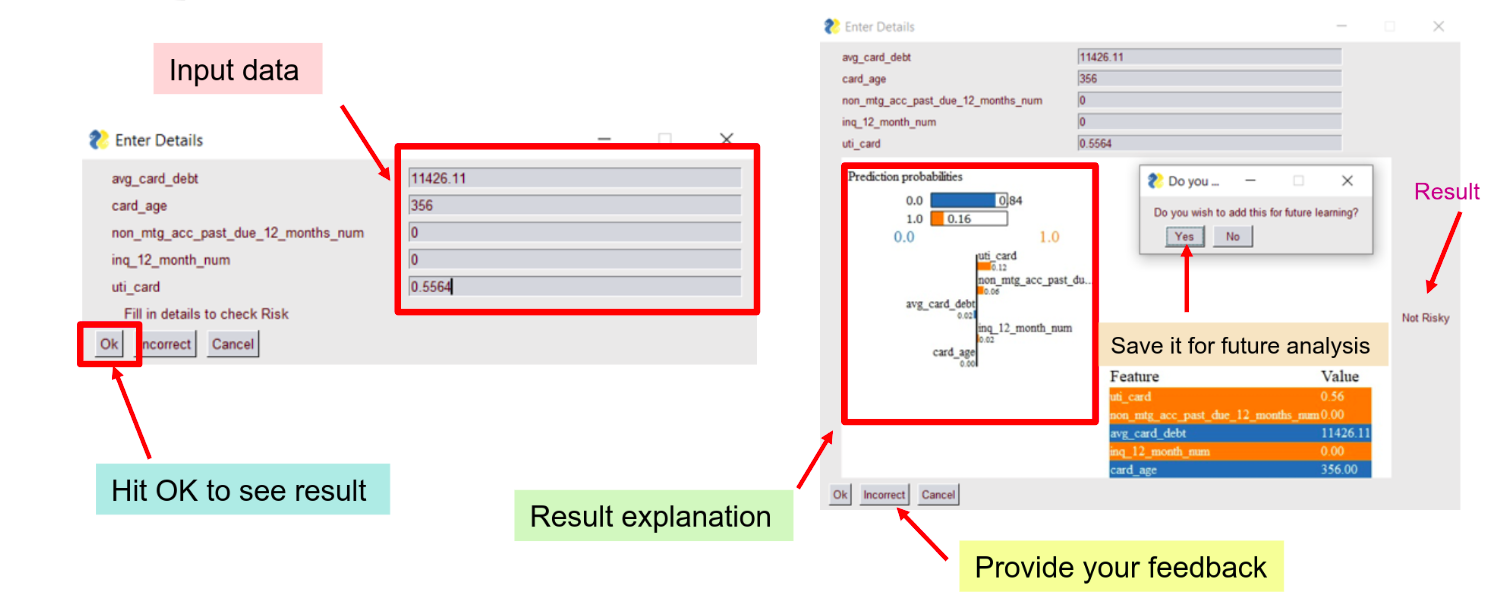 Input data
Enter Details
avg_card_debt 11426.11
card_age 356
non_mtg_acc_past_due_12_months_num 0
inq_12_month_num 0
uti_card 0.5564
Fill in details to check Risk
Ok Incorrect Cancel
Hit OK to see result
Enter Details
avg_card_debt 11426.11
card_age 356
non_mtg_acc_past_due_12_months_num 0
inq_12_month_num 0
uti_card 0.5564
Prediction probabilities
0.0 0.84
1.0 0.16
0.0 1.0
uti_card
0.12
non_mtg_acc_past_du...
0.06
avg_card_debt
0.02
inq_12_month_num
0.02
card_age
0.00
Do you ...
Do you wish to add this for future learning?
Yes No
Result
Not Risky
Save it for future analysis
Feature Value
uti_card 0.56
non_mtg_acc_past_due_12_months_num 0.00
avg_card_debt 11426.11
inq_12_month_num 0.00
card_age 356.00
Ok Incorrect Cancel
Result explanation
Provide your feedback